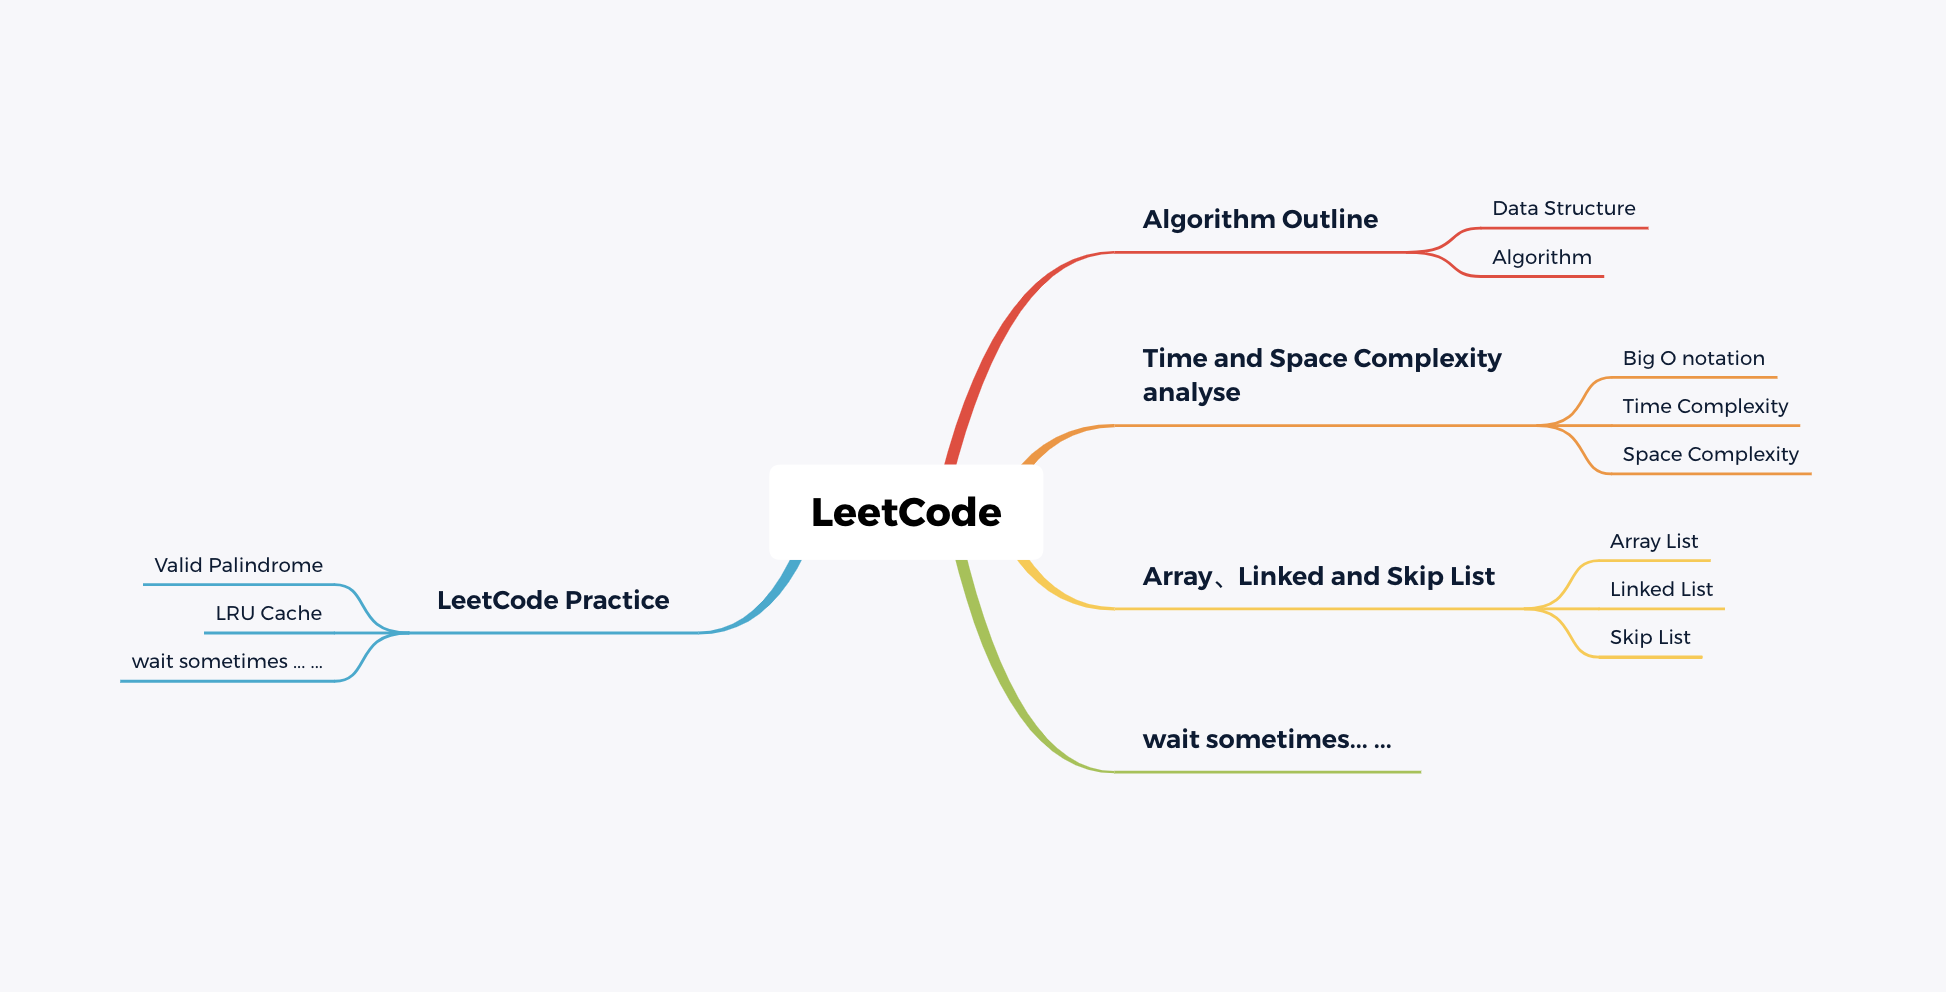 LeetCode
Algorithm Outline
Data Structure
Algorithm
Time and Space Complexity
analyse
Big O notation
Time Complexity
Space Complexity
Array、Linked and Skip List
Array List
Linked List
Skip List
wait sometimes... ...
LeetCode Practice
Valid Palindrome
LRU Cache
wait sometimes ... ...